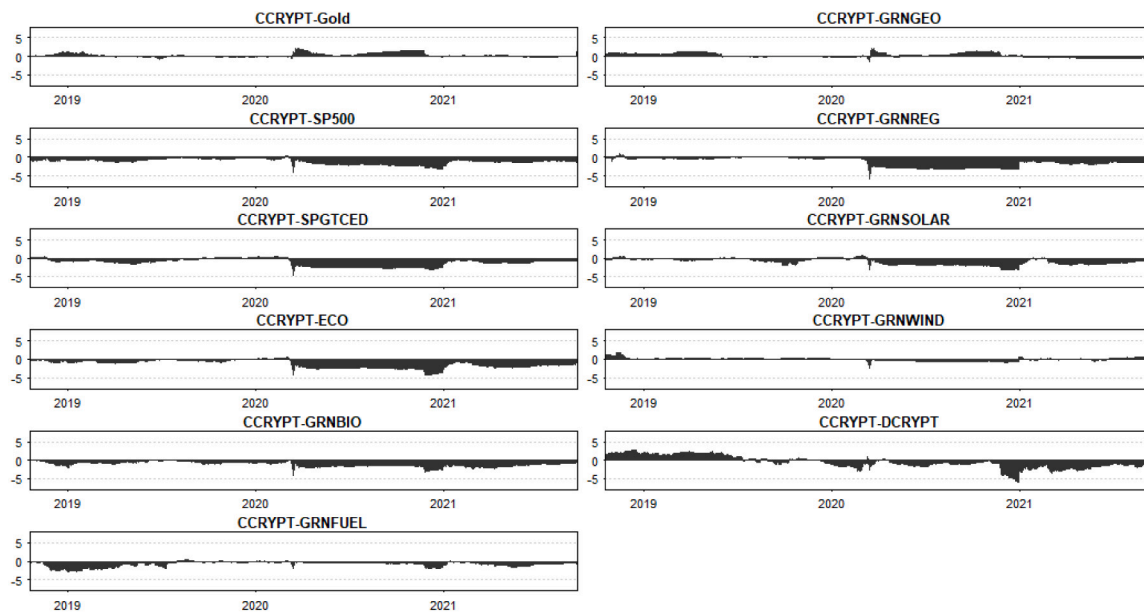 CCRYPT-Gold
5
0
-5
2019 2020 2021
CCRYPT-SP500
5
0
-5
2019 2020 2021
CCRYPT-SPGTCED
5
0
-5
2019 2020 2021
CCRYPT-ECO
5
0
-5
2019 2020 2021
CCRYPT-GRNBIO
5
0
-5
2019 2020 2021
CCRYPT-GRNFUEL
5
0
-5
2019 2020 2021
CCRYPT-GRNGEO
5
0
-5
2019 2020 2021
CCRYPT-GRNREG
5
0
-5
2019 2020 2021
CCRYPT-GRNSOLAR
5
0
-5
2019 2020 2021
CCRYPT-GRNWIND
5
0
-5
2019 2020 2021
CCRYPT-DCRYPT
5
0
-5
2019 2020 2021